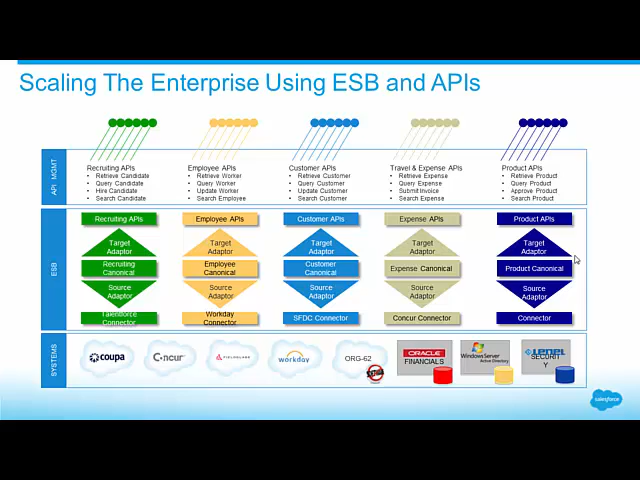 Scaling The Enterprise Using ESB and APIs
API MGMT
Recruiting APIs
• Retrieve Candidate
• Query Candidate
• Hire Candidate
• Search Candidate
Employee APIs
• Retrieve Worker
• Query Worker
• Update Worker
• Search Employee
Customer APIs
• Retrieve Customer
• Query Customer
• Update Customer
• Search Customer
Travel & Expense APIs
• Retrieve Expense
• Query Expense
• Submit Invoice
• Search Expense
Product APIs
• Retrieve Product
• Query Product
• Approve Product
• Search Product
ESB
Recruiting APIs
Employee APIs
Customer APIs
Expense APIs
Product APIs
Target
Adaptor
Target
Adaptor
Target
Adaptor
Target
Adaptor
Target
Adaptor
Recruiting
Canonical
Employee
Canonical
Customer
Canonical
Expense Canonical
Product Canonical
Source
Adaptor
Source
Adaptor
Source
Adaptor
Source
Adaptor
Source
Adaptor
Talentforce
Connector
Workday
Connector
SFDC Connector
Concur Connector
Connector
SYSTEMS
coupa
workday
ORG-62
ORACLE
FINANCIALS
Windows Server
Active Directory
LENEL
SECURIT
Y
salesforce